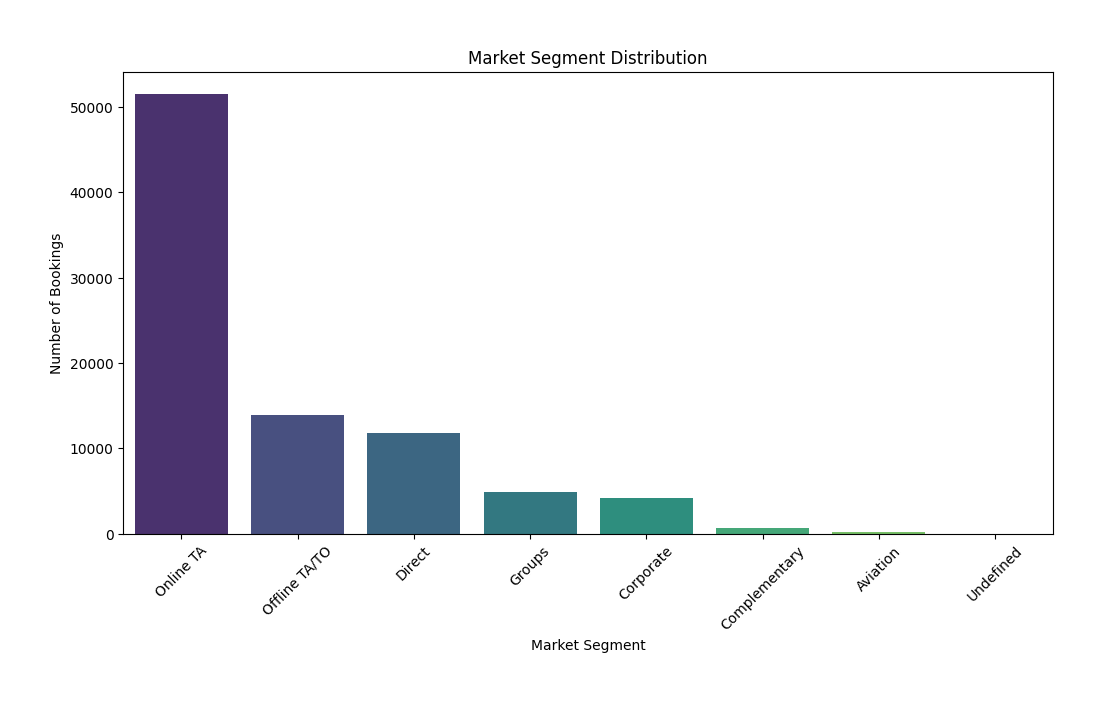 Market Segment Distribution
50000
40000
30000
20000
10000
0
Number of Bookings
Online TA
Offline TA/TO
Direct
Groups
Corporate
Complementary
Aviation
Undefined
Market Segment